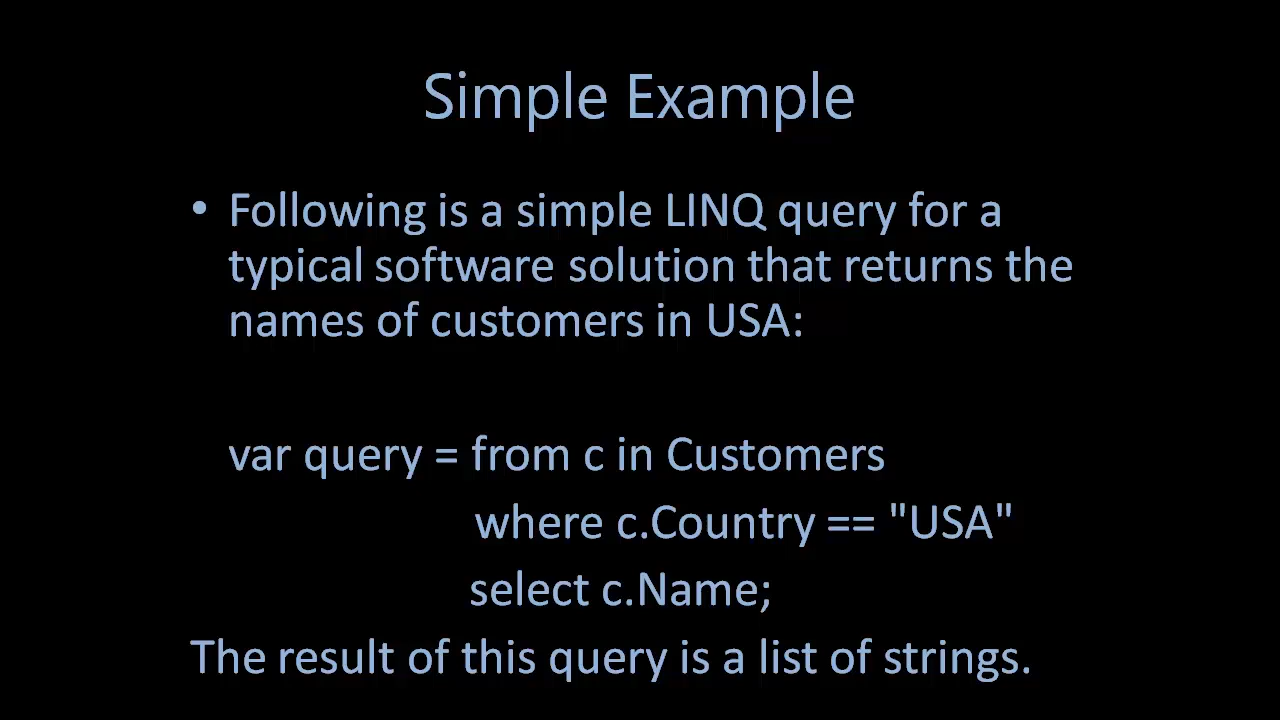 Simple Example
• Following is a simple LINQ query for a
typical software solution that returns the
names of customers in USA:
var query = from c in Customers
where c.Country == "USA"
select c.Name;
The result of this query is a list of strings.